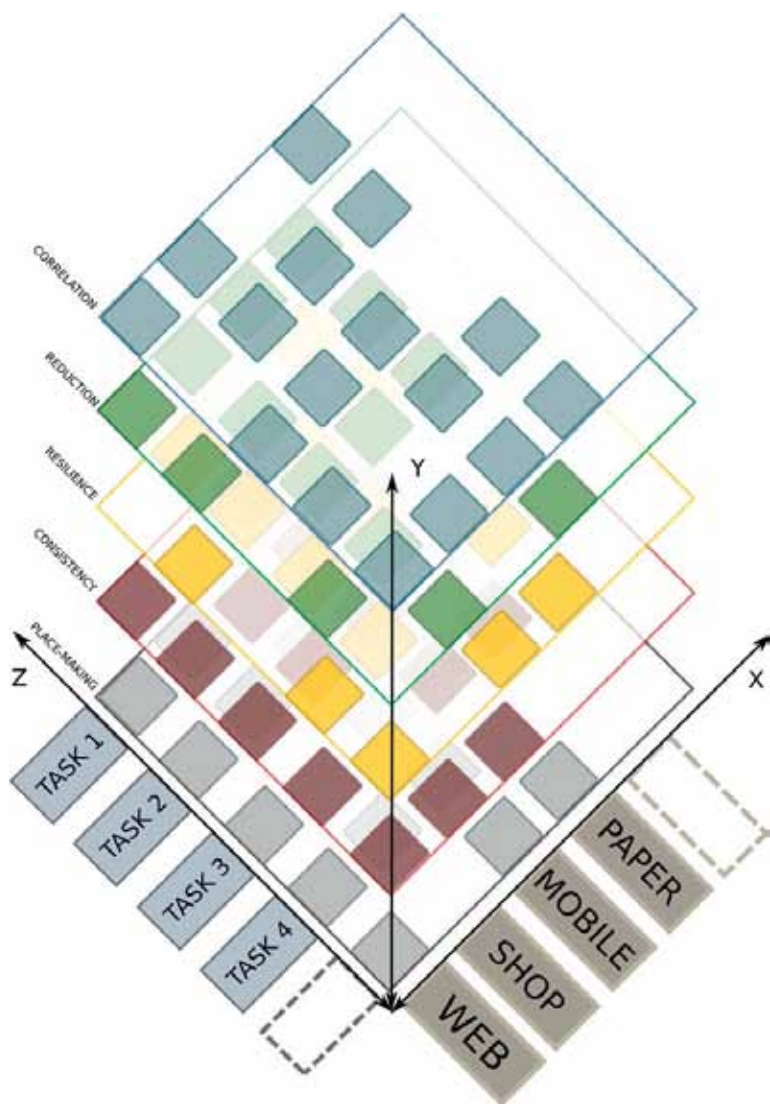 CORRELATION
REDUCTION
RESILIENCE
CONSISTENCY
PLACE-MAKING
Y
Z
X
TASK 1
TASK 2
TASK 3
TASK 4
PAPER
MOBILE
SHOP
WEB